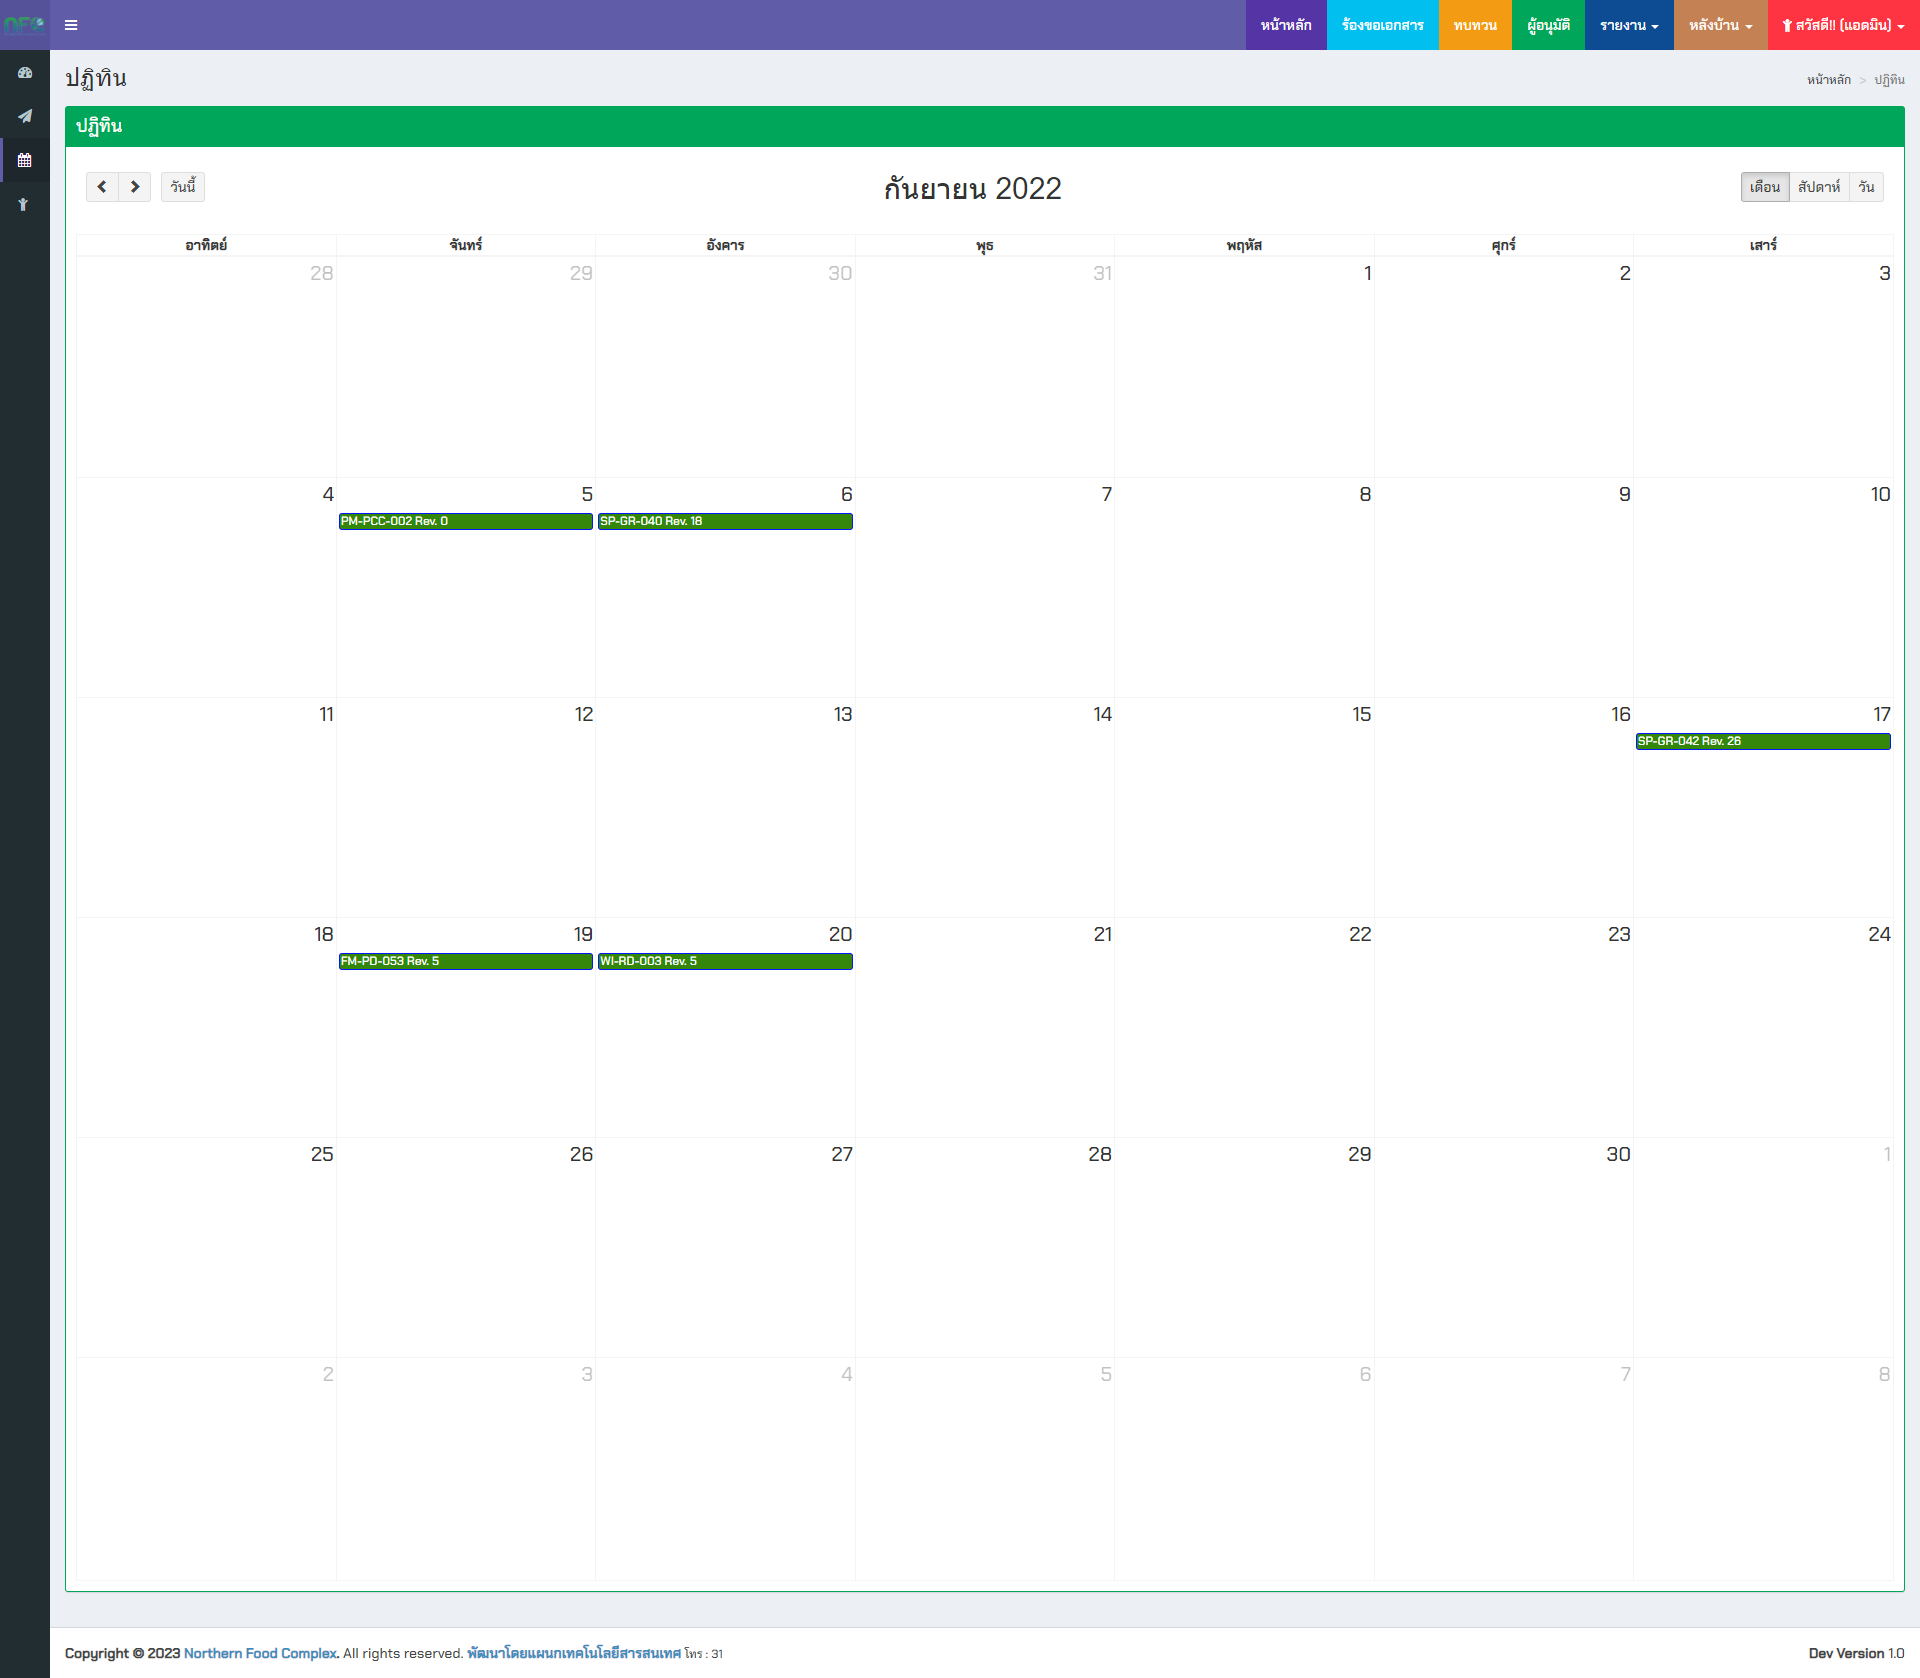 NFC
หน้าหลัก ร้องขอเอกสาร ทบทวน ผู้อนุมัติ รายงาน หลังบ้าน สวัสดี!! (แอดมิน)
ปฏิทิน
หน้าหลัก > ปฏิทิน
ปฏิทิน
วันนี้ กันยายน 2022 เดือน สัปดาห์ วัน
อาทิตย์ จันทร์ อังคาร พุธ พฤหัส ศุกร์ เสาร์
28 29 30 31 1 2 3
4 5 6 7 8 9 10
PM-PCC-002 Rev. 0 SP-GR-040 Rev. 18
11 12 13 14 15 16 17
SP-GR-042 Rev. 26
18 19 20 21 22 23 24
FM-PD-053 Rev. 5 WI-RD-003 Rev. 5
25 26 27 28 29 30 1
2 3 4 5 6 7 8
Copyright © 2023 Northern Food Complex. All rights reserved. พัฒนาโดยแผนกเทคโนโลยีสารสนเทศ โทร : 31 Dev Version 1.0